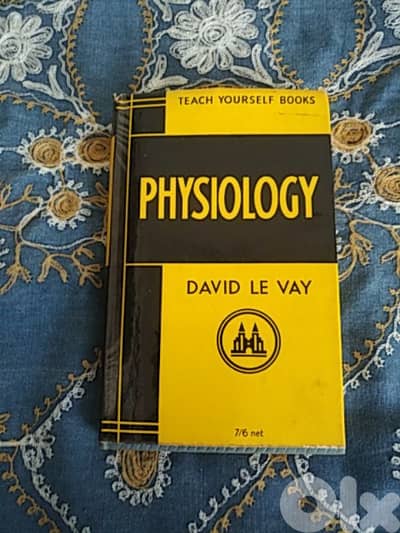 TEACH YOURSELF BOOKS
PHYSIOLOGY
DAVID LE VAY
7/6 net
olx